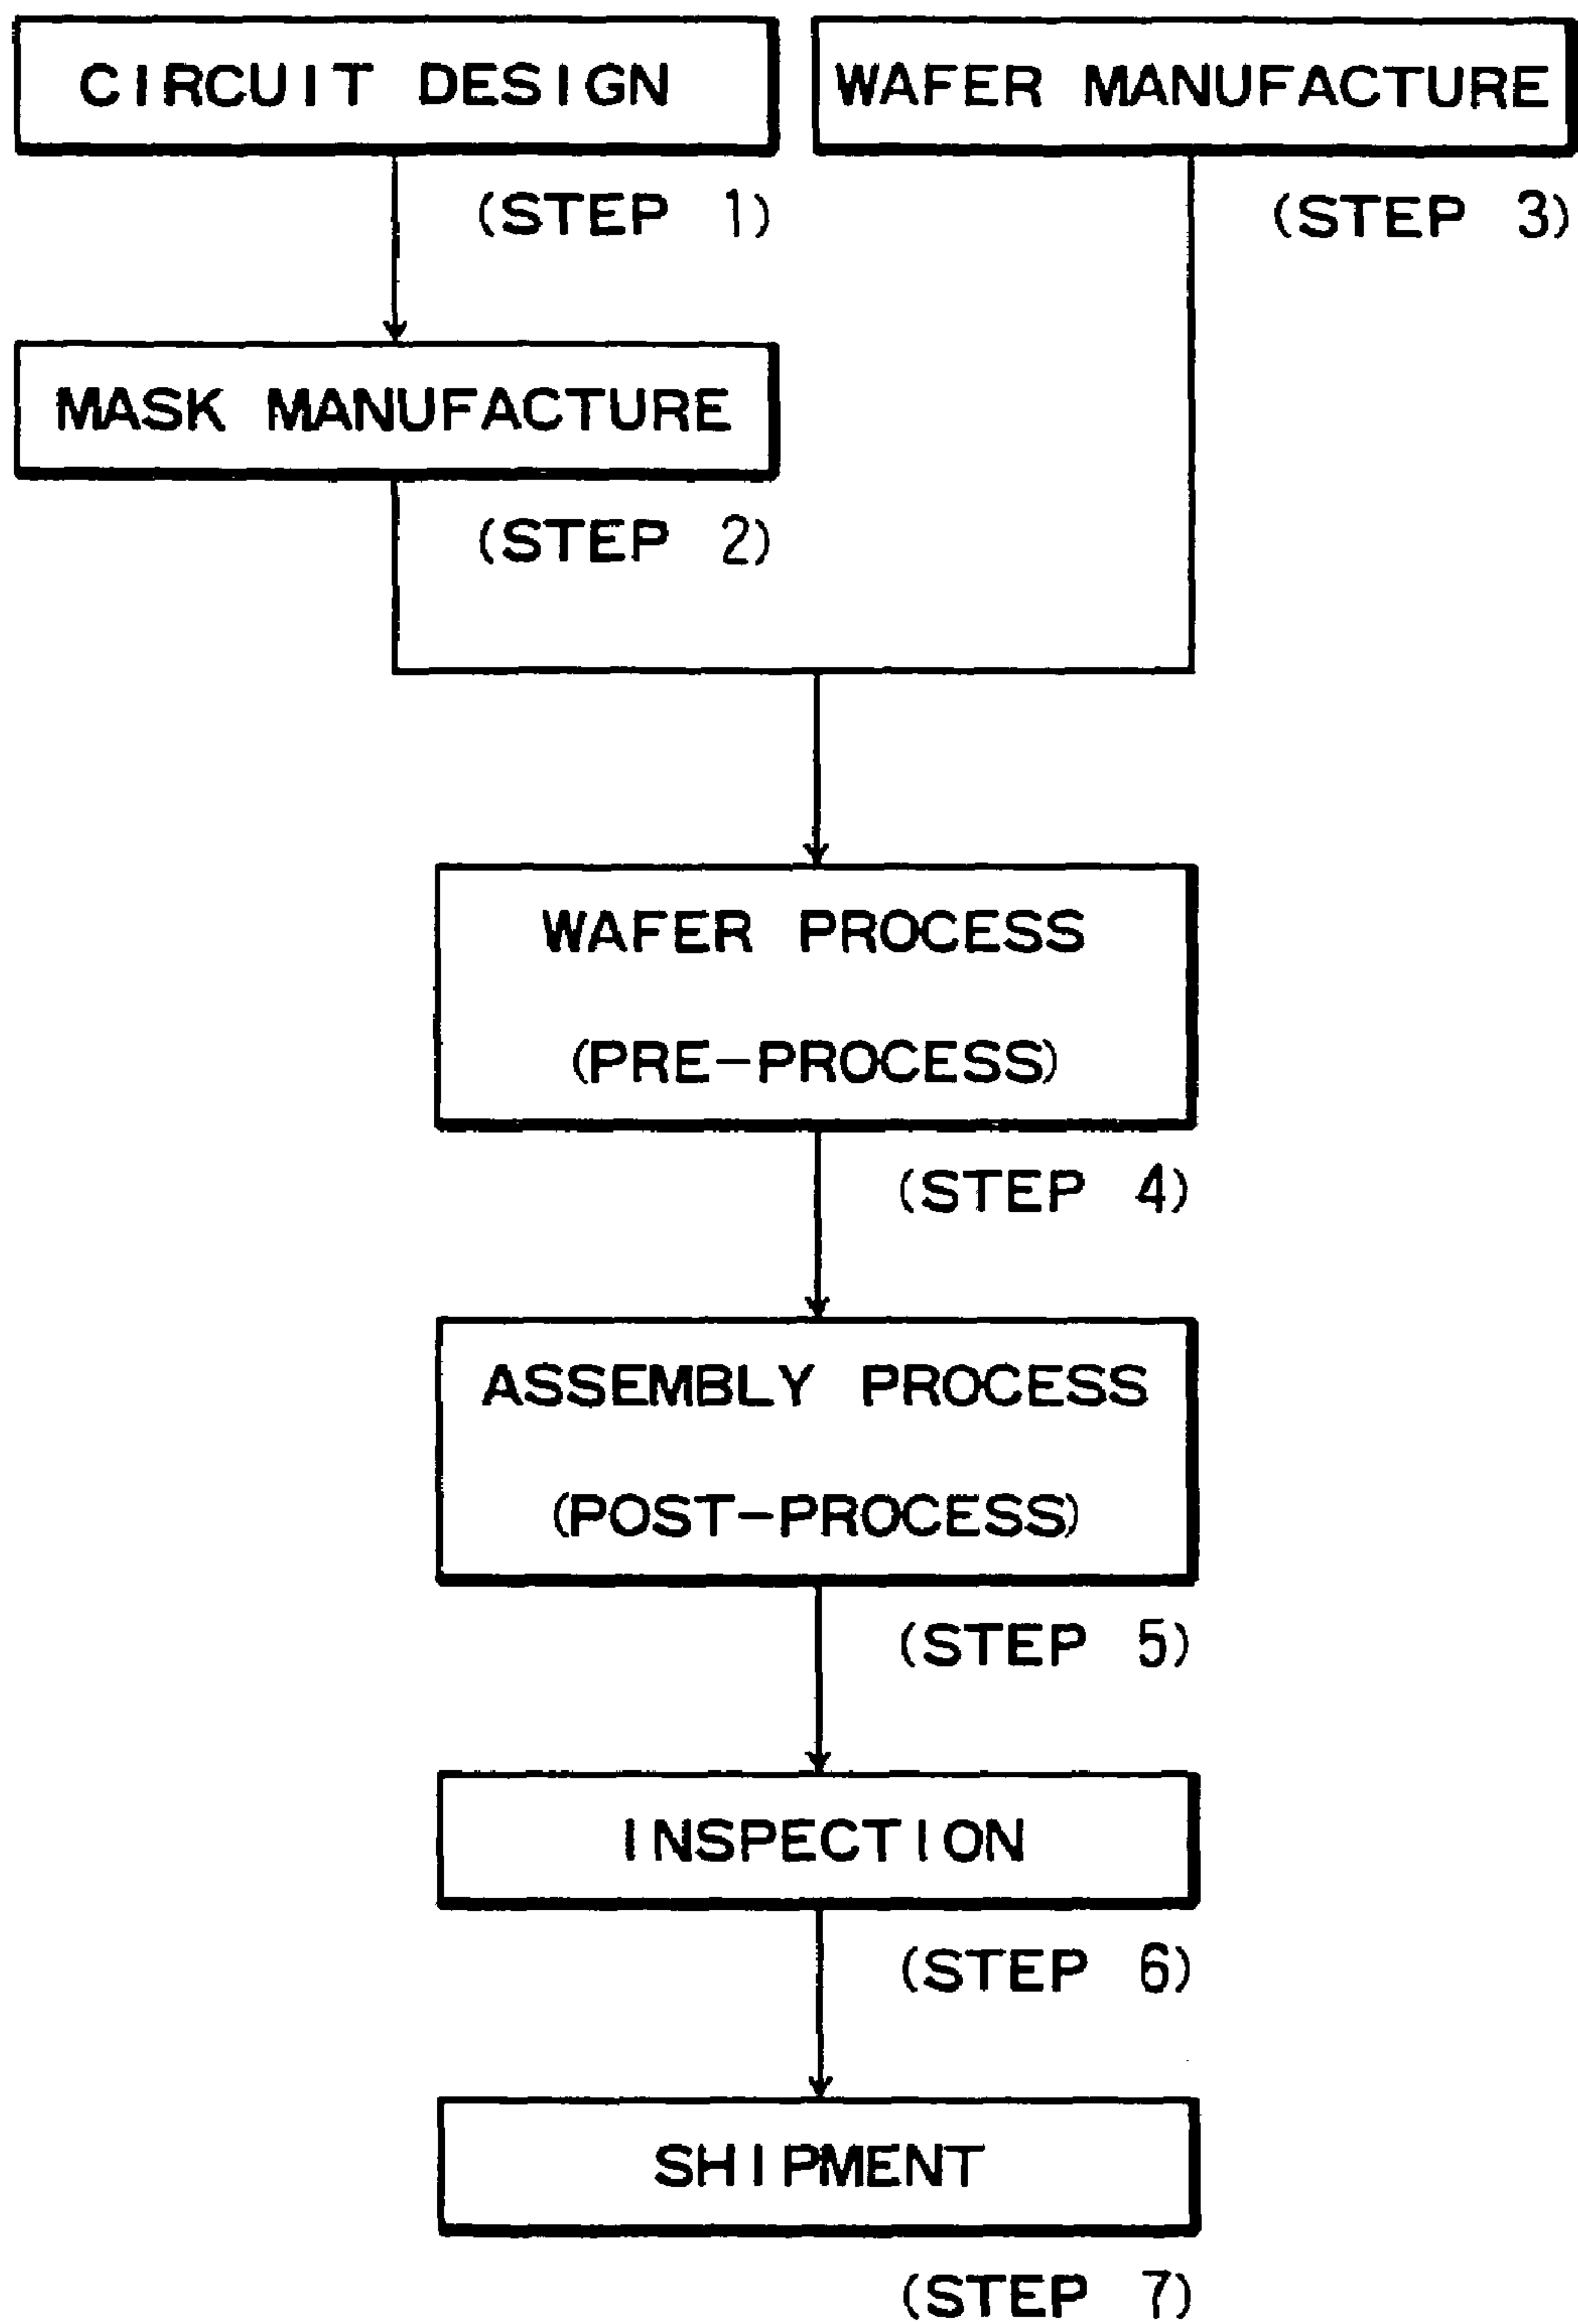 CIRCUIT DESIGN
WAFER MANUFACTURE
(STEP 1)
(STEP 3)
MASK MANUFACTURE
(STEP 2)
WAFER PROCESS
(PRE-PROCESS)
(STEP 4)
ASSEMBLY PROCESS
(POST-PROCESS)
(STEP 5)
INSPECTION
(STEP 6)
SHIPMENT
(STEP 7)